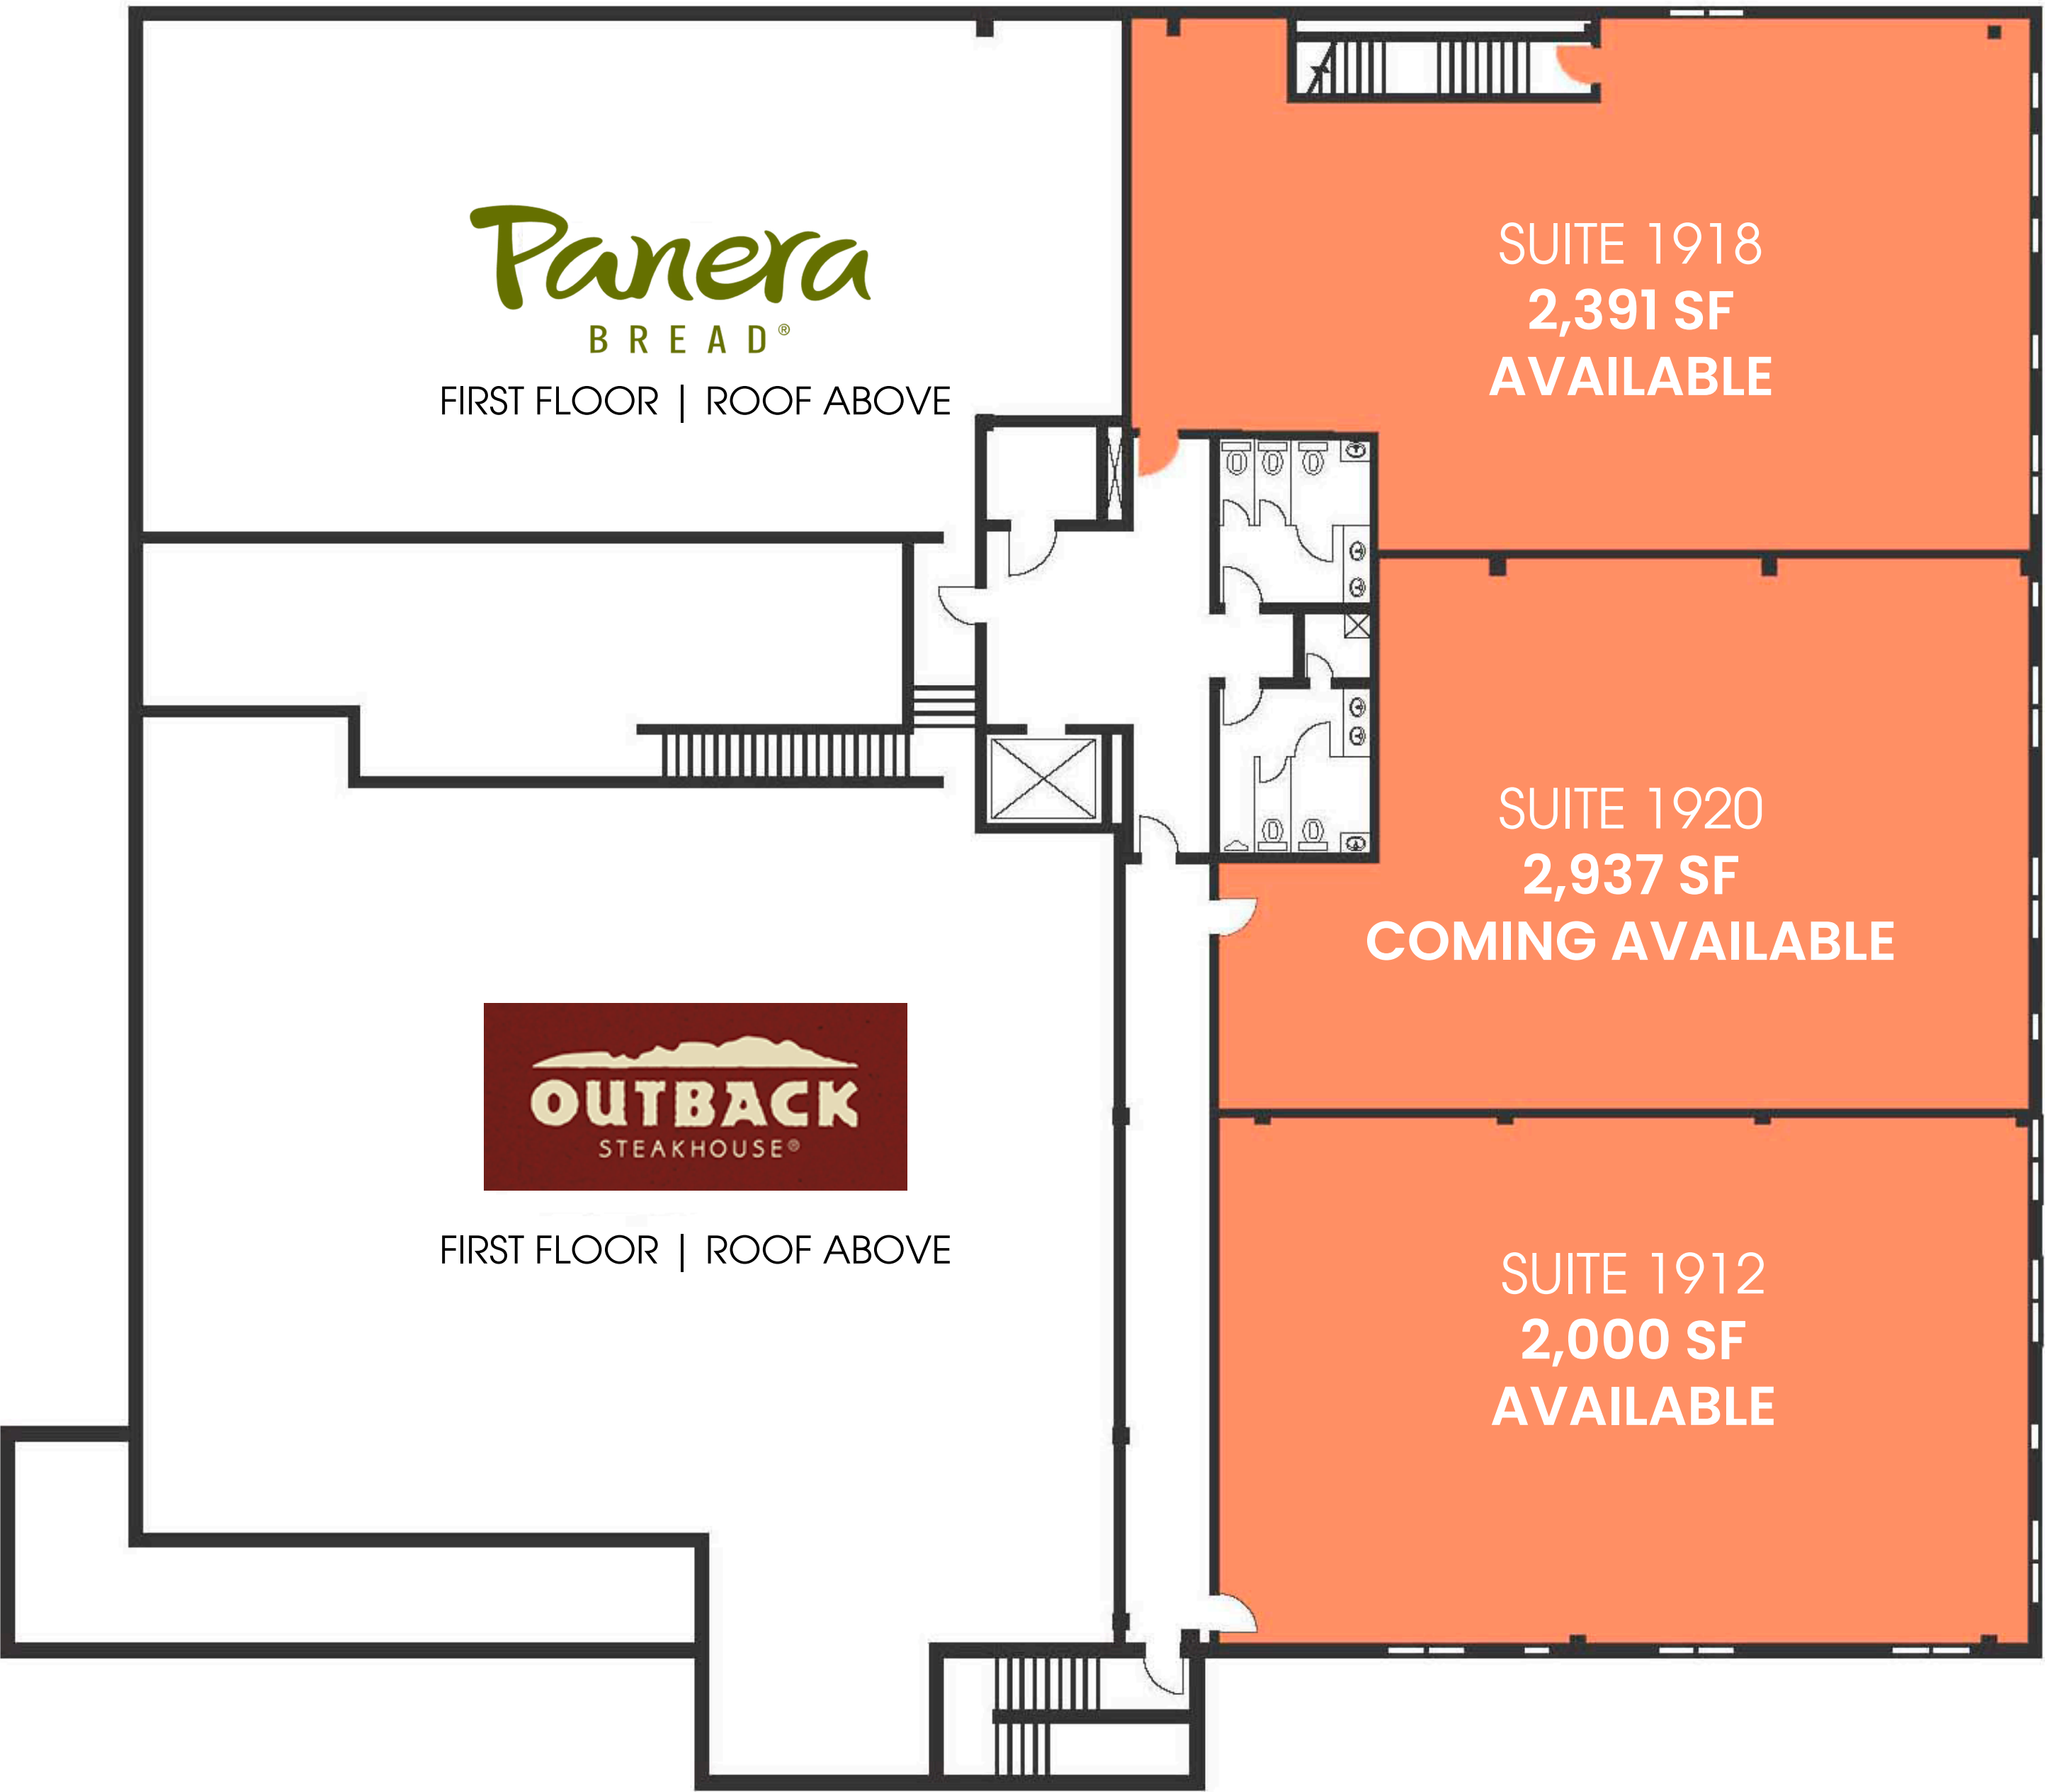 Panera
BREAD®
FIRST FLOOR | ROOF ABOVE
SUITE 1918
2,391 SF
AVAILABLE
SUITE 1920
2,937 SF
COMING AVAILABLE
OUTBACK
STEAKHOUSE®
FIRST FLOOR | ROOF ABOVE
SUITE 1912
2,000 SF
AVAILABLE